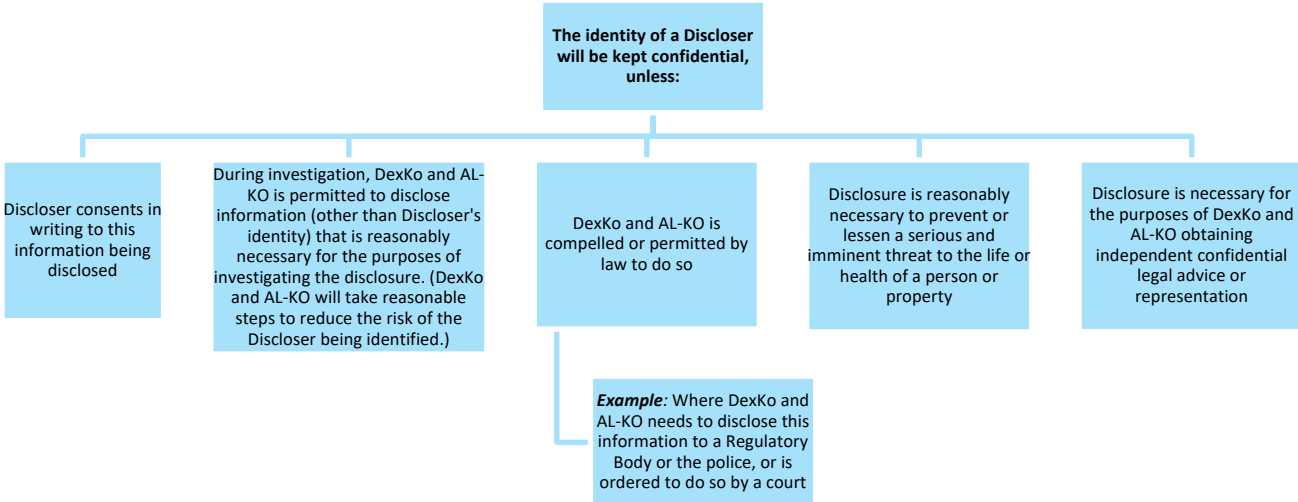 The identity of a Discloser
will be kept confidential,
unless:
Discloser consents in
writing to this
information being
disclosed
During investigation, DexKo and AL-
KO is permitted to disclose
information (other than Discloser's
identity) that is reasonably
necessary for the purposes of
investigating the disclosure. (DexKo
and AL-KO will take reasonable
steps to reduce the risk of the
Discloser being identified.)
DexKo and AL-KO is
compelled or permitted by
law to do so
Example: Where DexKo and
AL-KO needs to disclose this
information to a Regulatory
Body or the police, or is
ordered to do so by a court
Disclosure is reasonably
necessary to prevent or
lessen a serious and
imminent threat to the life or
health of a person or
property
Disclosure is necessary for
the purposes of DexKo and
AL-KO obtaining
independent confidential
legal advice or
representation